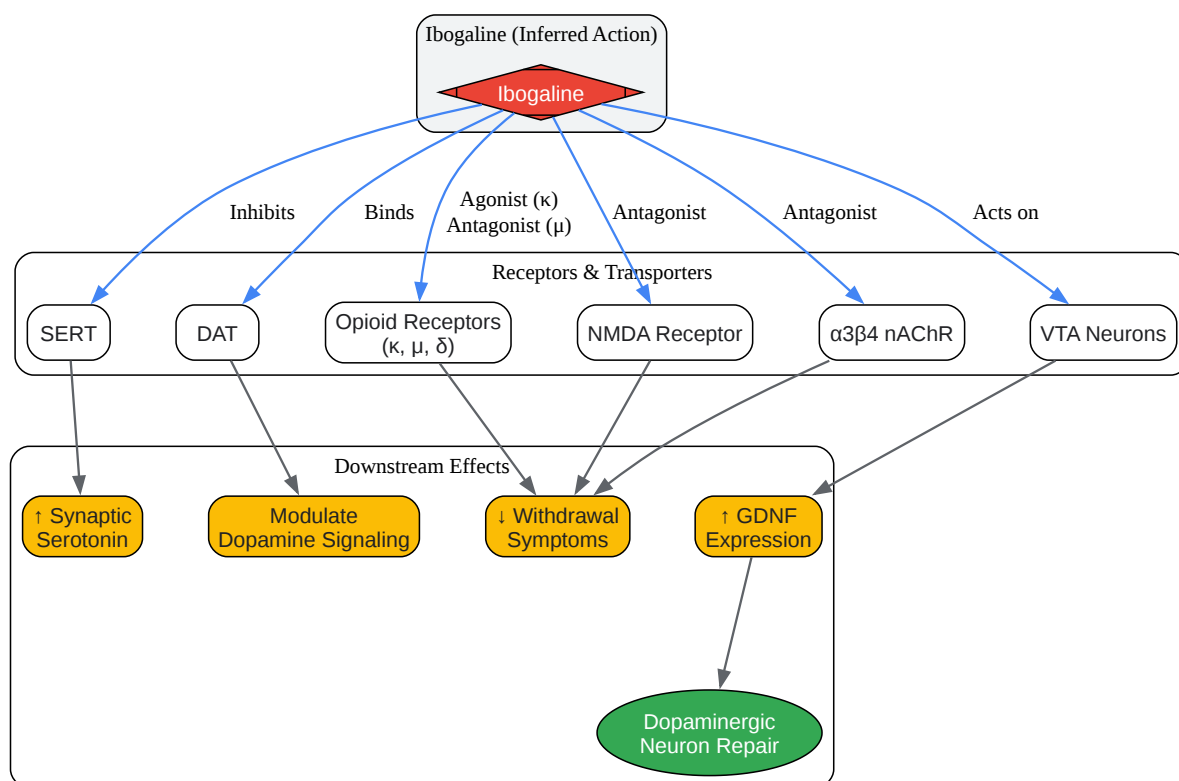 Ibogaline (Inferred Action)
Ibogaline
Inhibits
Binds
Agonist (κ)
Antagonist (μ)
Antagonist
Antagonist
Acts on
Receptors & Transporters
SERT
DAT
Opioid Receptors
(κ, μ, δ)
NMDA Receptor
α3β4 nAChR
VTA Neurons
Downstream Effects
↑ Synaptic
Serotonin
Modulate
Dopamine Signaling
↓ Withdrawal
Symptoms
↑ GDNF
Expression
Dopaminergic
Neuron Repair